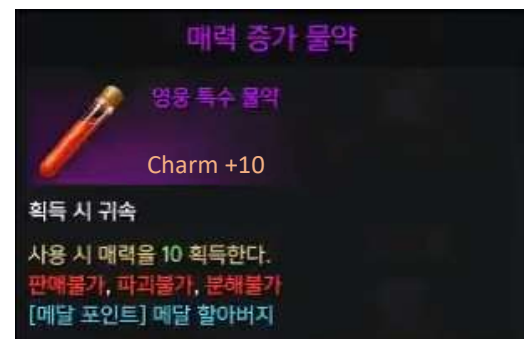 매력 증가 물약
영웅 특수 물약
Charm +10
획득 시 귀속
사용 시 매력을 10 획득한다.
판매불가, 파괴불가, 분해불가
[메달 포인트] 메달 할아버지